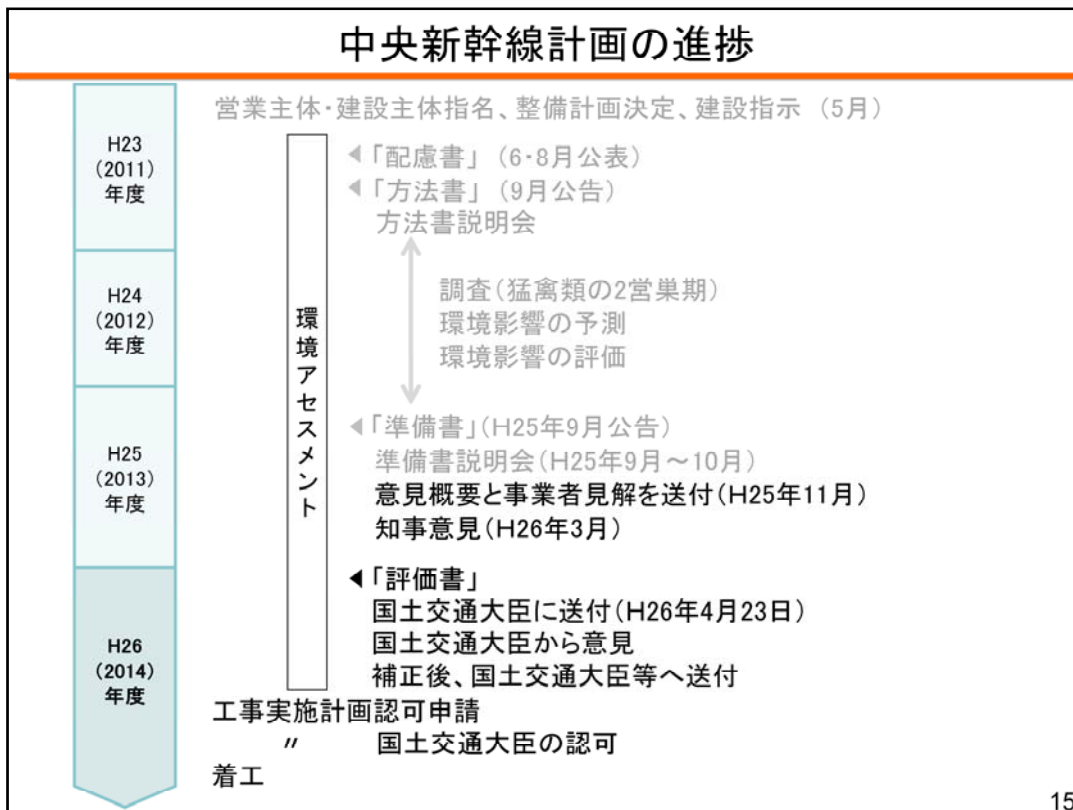 中央新幹線計画の進捗
H23
(2011)
年度
営業主体・建設主体指名、整備計画決定、建設指示 (5月)
「配慮書」 (6・8月公表)
「方法書」 (9月公告)
方法書説明会
H24
(2012)
年度
調査(猛禽類の2営巣期)
環境影響の予測
環境影響の評価
環境アセスメント
H25
(2013)
年度
「準備書」(H25年9月公告)
準備書説明会(H25年9月～10月)
意見概要と事業者見解を送付(H25年11月)
知事意見(H26年3月)
H26
(2014)
年度
「評価書」
国土交通大臣に送付(H26年4月23日)
国土交通大臣から意見
補正後、国土交通大臣等へ送付
工事実施計画認可申請
〃 国土交通大臣の認可
着工
15